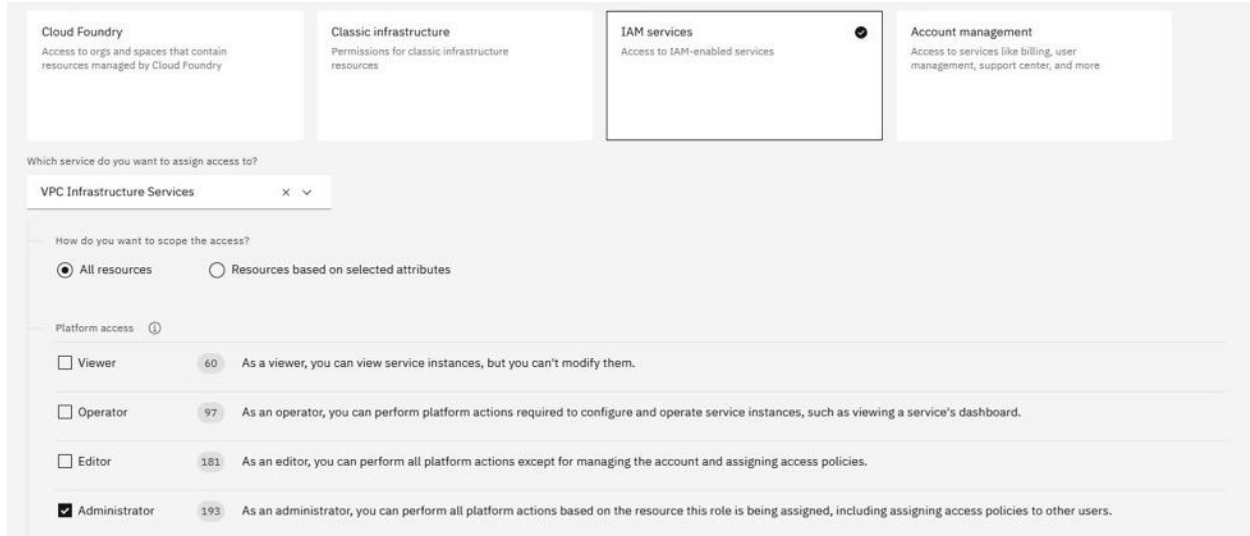 Cloud Foundry
Access to orgs and spaces that contain
resources managed by Cloud Foundry
Classic infrastructure
Permissions for classic infrastructure
resources
IAM services
Access to IAM-enabled services
Account management
Access to services like billing, user
management, support center, and more
Which service do you want to assign access to?
VPC Infrastructure Services
How do you want to scope the access?
All resources
Resources based on selected attributes
Platform access
Viewer 60 As a viewer, you can view service instances, but you can't modify them.
Operator 97 As an operator, you can perform platform actions required to configure and operate service instances, such as viewing a service's dashboard.
Editor 181 As an editor, you can perform all platform actions except for managing the account and assigning access policies.
Administrator 193 As an administrator, you can perform all platform actions based on the resource this role is being assigned, including assigning access policies to other users.